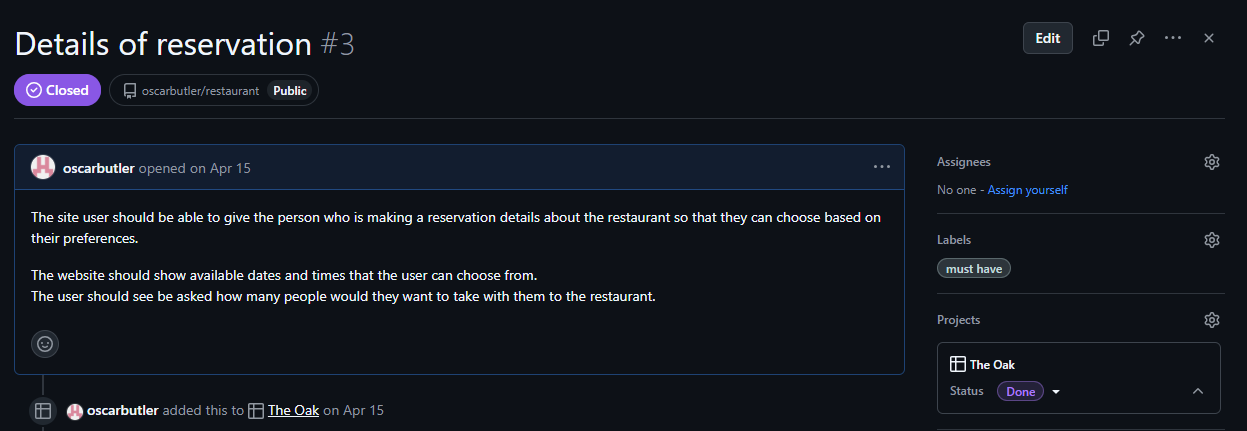 Details of reservation #3
Edit
Closed
oscarbutler/restaurant Public
oscarbutler opened on Apr 15
The site user should be able to give the person who is making a reservation details about the restaurant so that they can choose based on
their preferences.
The website should show available dates and times that the user can choose from.
The user should see be asked how many people would they want to take with them to the restaurant.
oscarbutler added this to The Oak on Apr 15
Assignees
No one - Assign yourself
Labels
must have
Projects
The Oak
Status Done